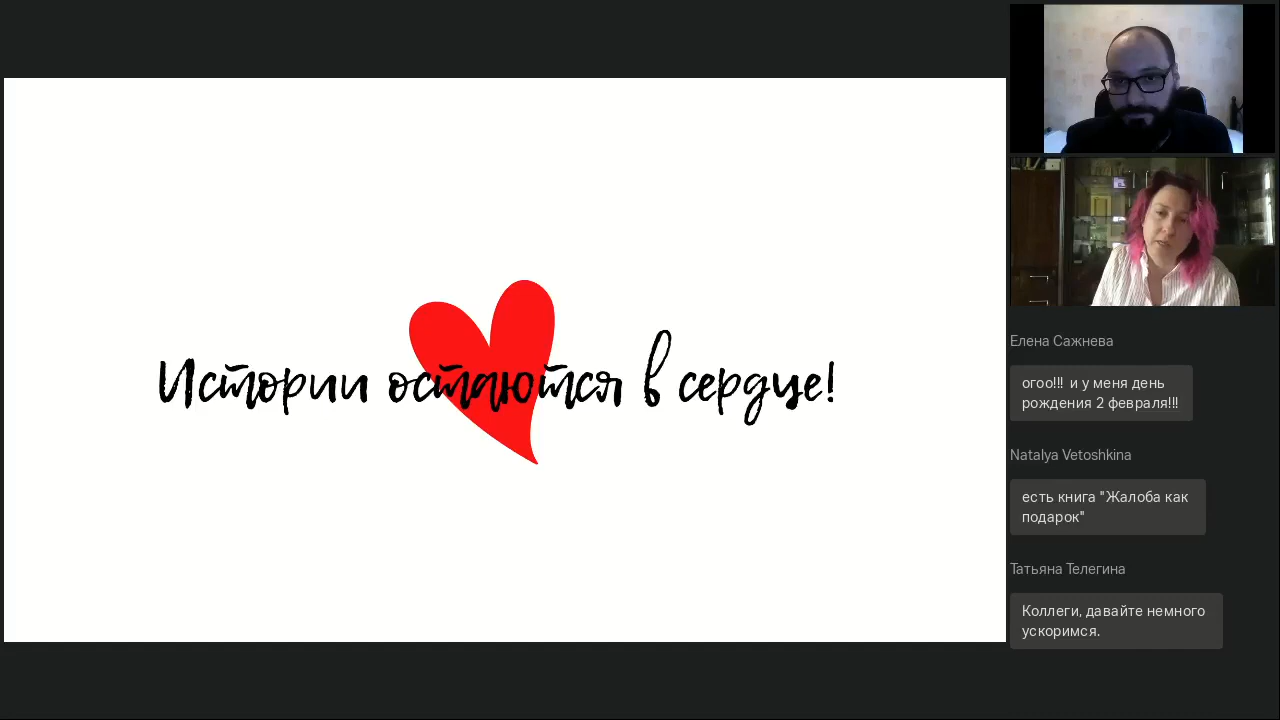 Истории остаются в сердце!
Елена Сажнева
огоо!!! и у меня день
рождения 2 февраля!!!
Natalya Vetoshkina
есть книга "Жалоба как
подарок"
Татьяна Телегина
Коллеги, давайте немного
ускоримся.